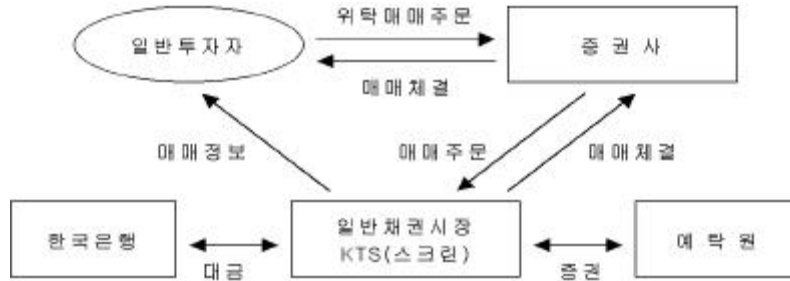 위탁매매주문
일반투자자
증권사
매매체결
매매정보
매매주문
매매체결
한국은행
일반채권시장
KTS(스크린)
예탁원
대금
증권